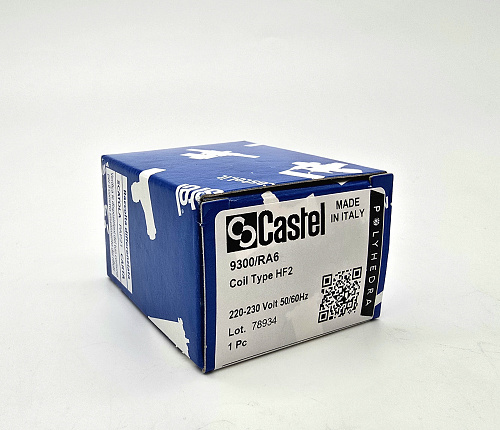 Castel
MADE
IN ITALY
9300/RA6
Coil Type HF2
220-230 Volt 50/60Hz
Lot. 78934
1 Pc
POLYHEDRA